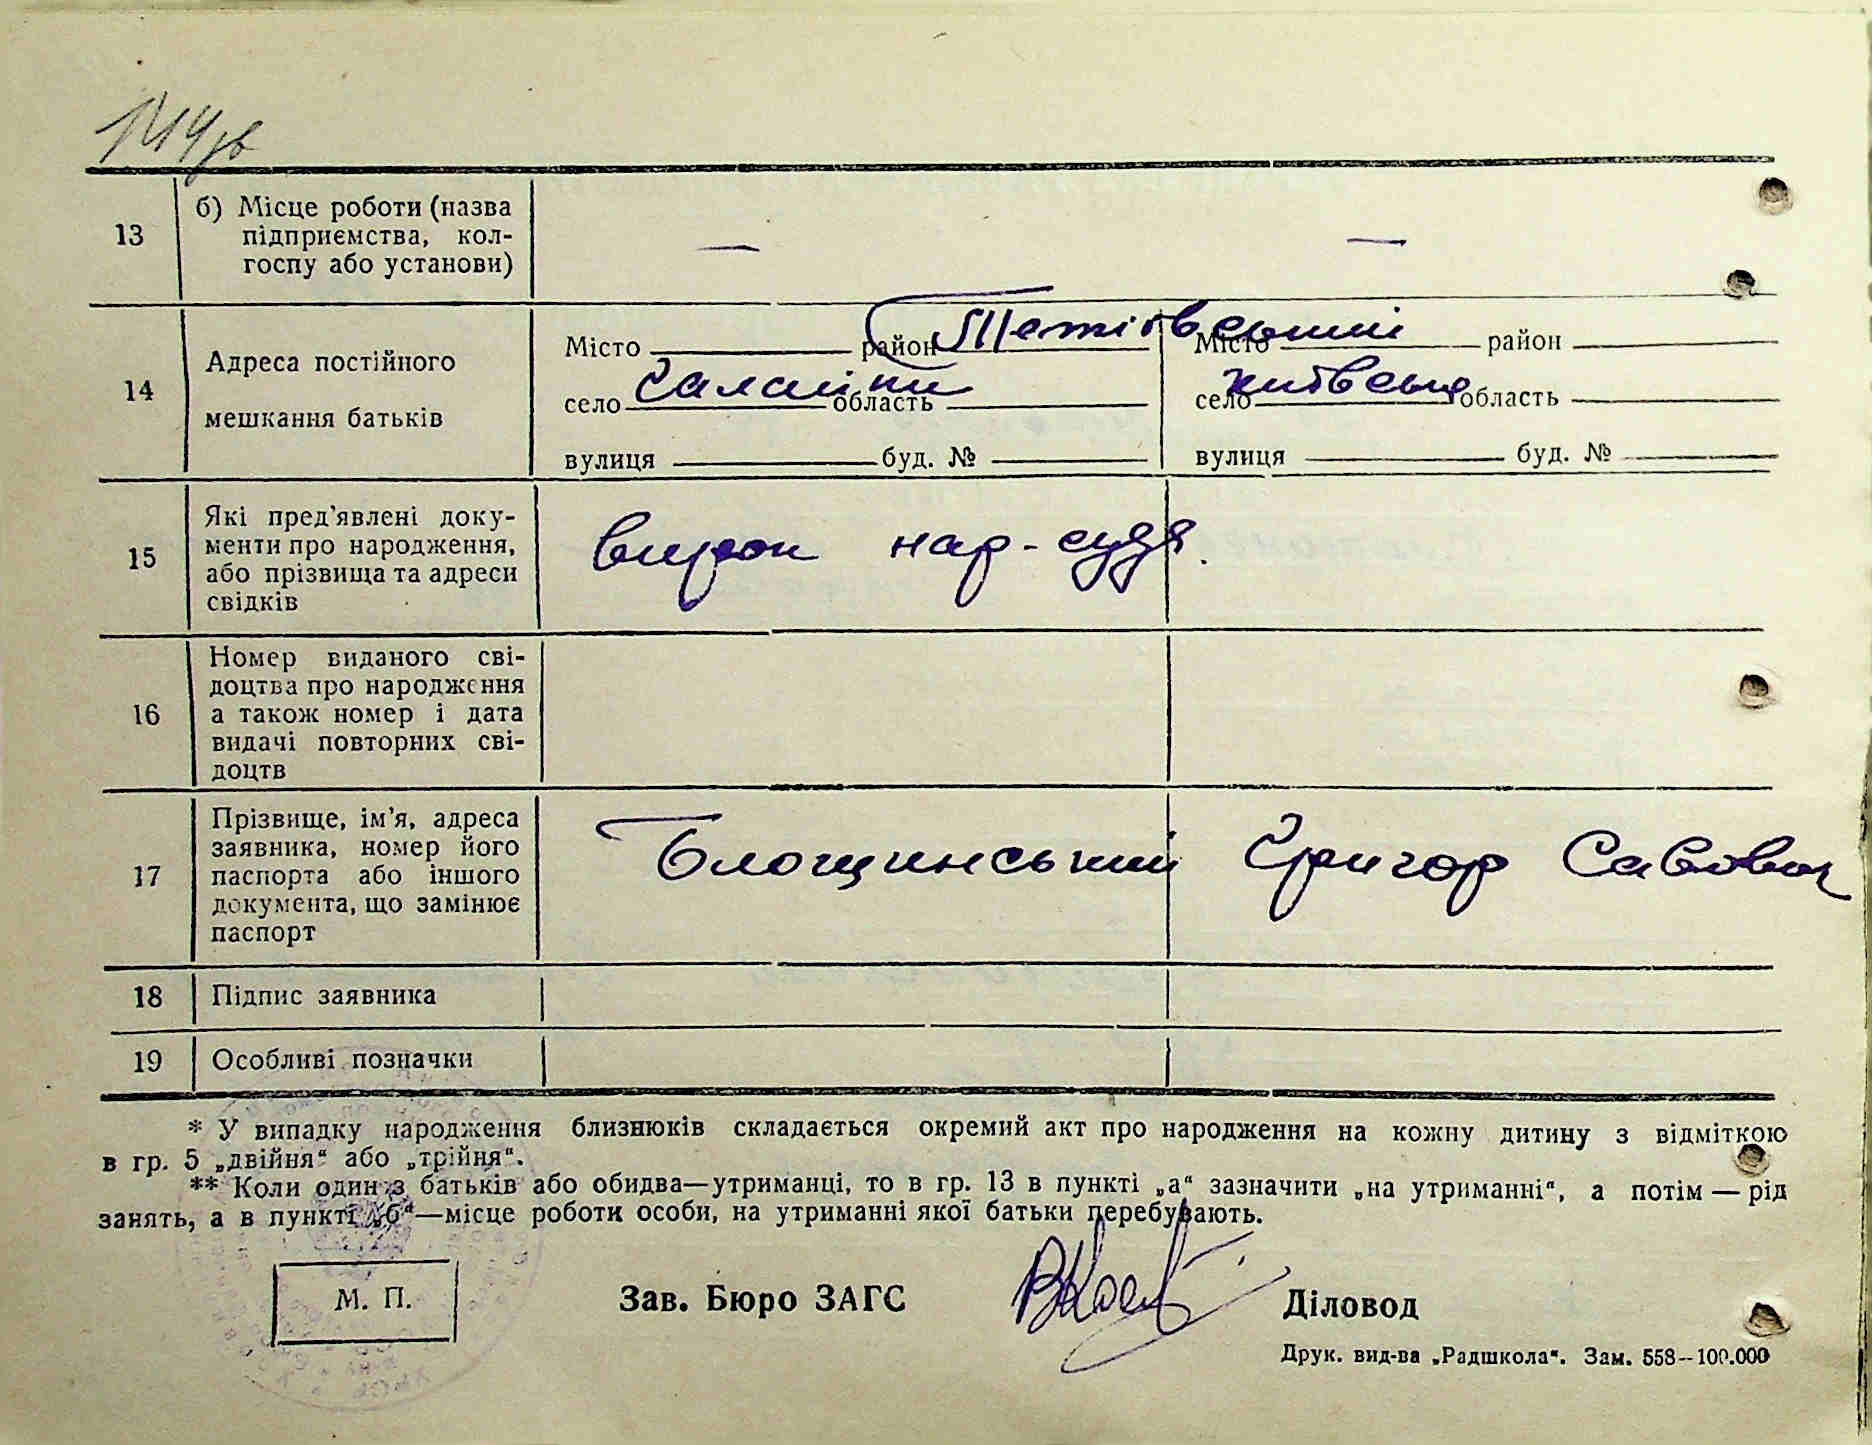 13
б) Місце роботи (назва
підприємства, кол-
госпу або установи)
— —
Тетіївський
14
Адреса постійного
мешкання батьків
Місто район Місто район
Галайки Київська
село область село область
вулиця буд. № вулиця буд. №
15
Які пред'явлені доку-
менти про народження,
або прізвища та адреси
свідків
вирок нар-суда.
16
Номер виданого сві-
доцтва про народження
а також номер і дата
видачі повторних сві-
доцтв
17
Прізвище, ім'я, адреса
заявника, номер його
паспорта або іншого
документа, що замінює
паспорт
Блощинський Григор Савович
18
Підпис заявника
19
Особливі позначки
* У випадку народження близнюків складається окремий акт про народження на кожну дитину з відміткою
в гр. 5 „двійня“ або „трійня“.
** Коли один з батьків або обидва—утриманці, то в гр. 13 в пункті „а“ зазначити „на утриманні“, а потім — рід
занять, а в пункті „б“—місце роботи особи, на утриманні якої батьки перебувають.
М. П.
Зав. Бюро ЗАГС
Діловод
Друк. вид-ва „Радшкола“. Зам. 558—100.000